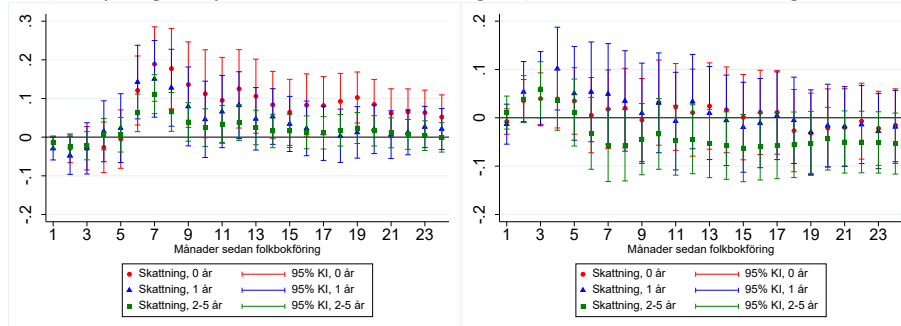 .3
.2
.1
0
-.1
-.2
1 3 5 7 9 11 13 15 17 19 21 23
Månader sedan folkbokföring
Skattning, 0 år 95% KI, 0 år
Skattning, 1 år 95% KI, 1 år
Skattning, 2-5 år 95% KI, 2-5 år
.2
.1
0
-.1
-.2
1 3 5 7 9 11 13 15 17 19 21 23
Månader sedan folkbokföring
Skattning, 0 år 95% KI, 0 år
Skattning, 1 år 95% KI, 1 år
Skattning, 2-5 år 95% KI, 2-5 år